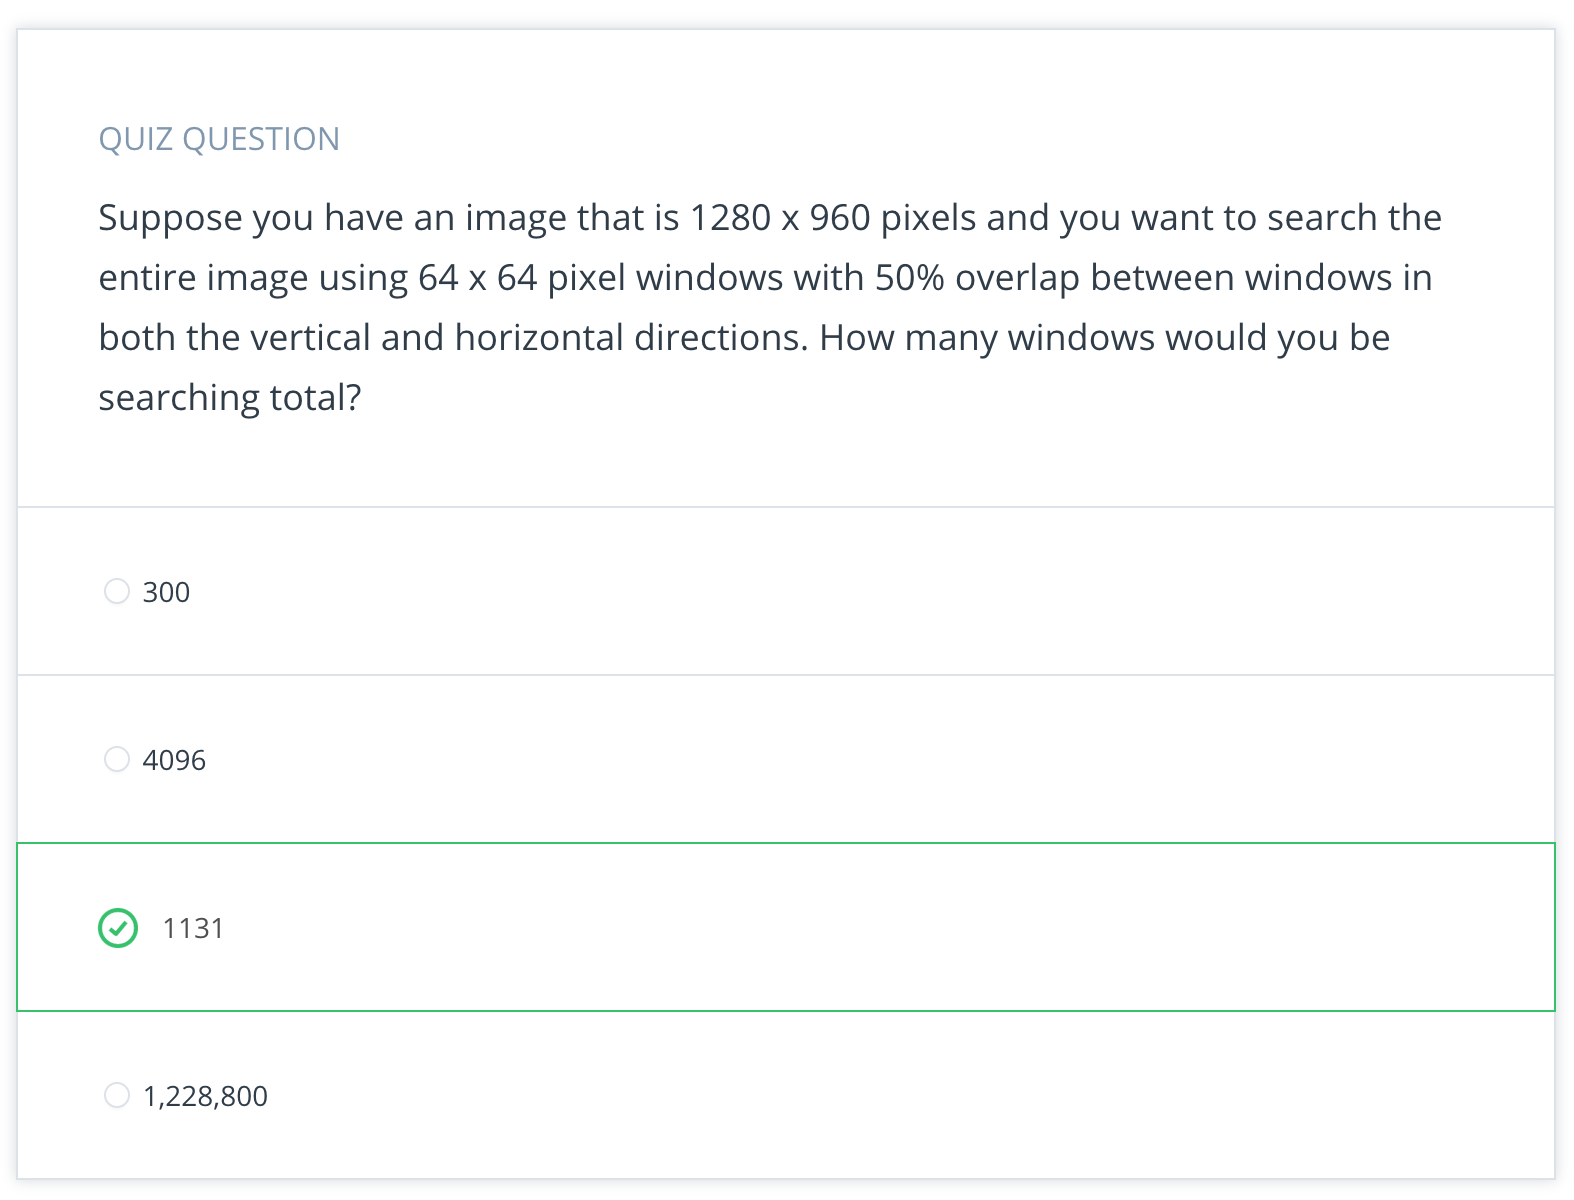 QUIZ QUESTION
Suppose you have an image that is 1280 x 960 pixels and you want to search the
entire image using 64 x 64 pixel windows with 50% overlap between windows in
both the vertical and horizontal directions. How many windows would you be
searching total?
300
4096
1131
1,228,800